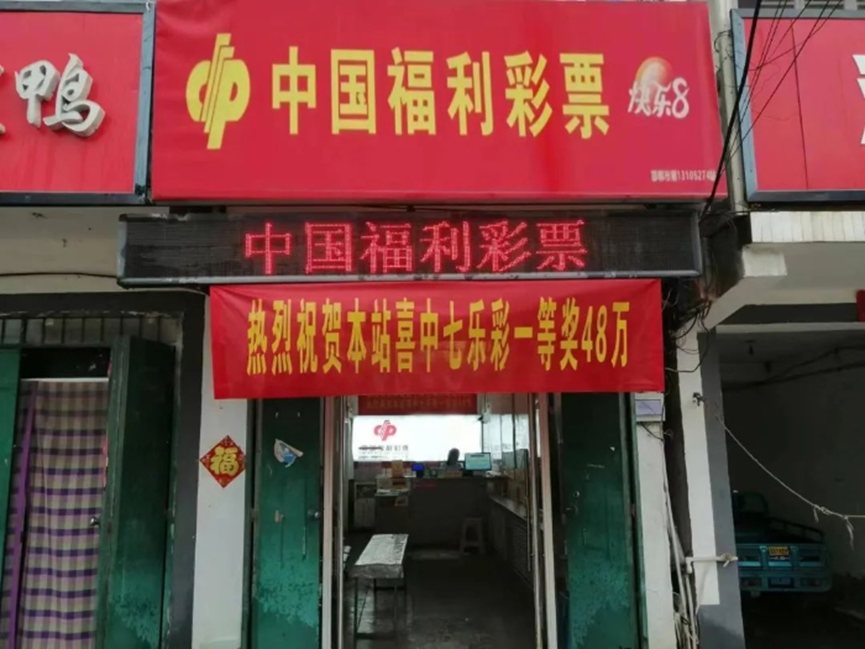 鸭
中国福利彩票
快乐8
中国福利彩票
热烈祝贺本站喜中七乐彩一等奖48万
福